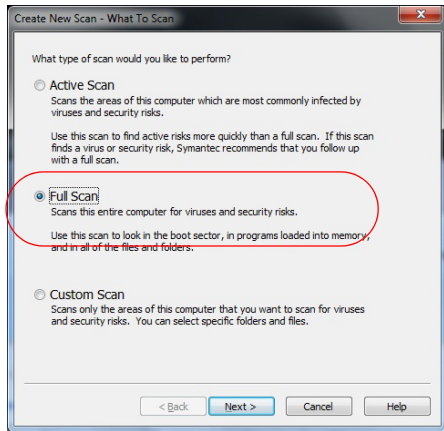 Create New Scan - What To Scan
What type of scan would you like to perform?
Active Scan
Scans the areas of this computer which are most commonly infected by
viruses and security risks.
Use this scan to find active risks more quickly than a full scan. If this scan
finds a virus or security risk, Symantec recommends that you follow up
with a full scan.
Full Scan
Scans this entire computer for viruses and security risks.
Use this scan to look in the boot sector, in programs loaded into memory,
and in all of the files and folders.
Custom Scan
Scans only the areas of this computer that you want to scan for viruses
and security risks. You can select specific folders and files.
< Back Next > Cancel Help